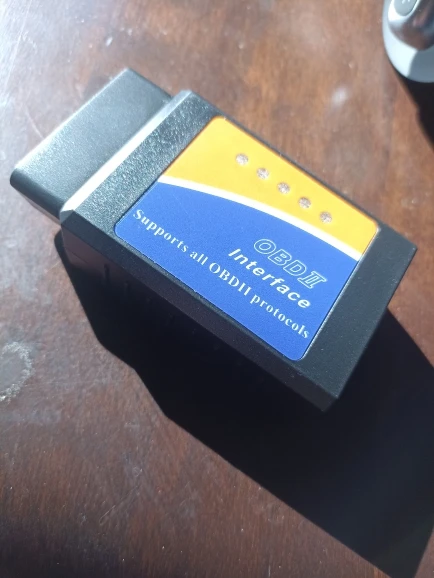 OBDII
Interface
Supports all OBDII protocols